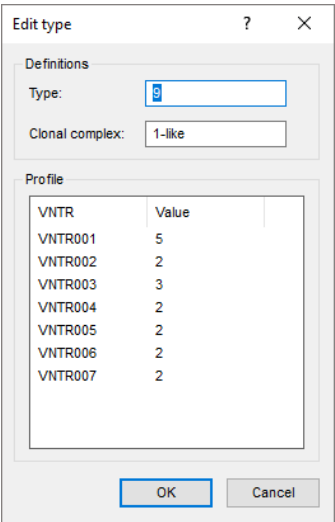 Edit type ? ×
Definitions
Type: 9
Clonal complex: 1-like
Profile
VNTR Value
VNTR001 5
VNTR002 2
VNTR003 3
VNTR004 2
VNTR005 2
VNTR006 2
VNTR007 2
OK Cancel